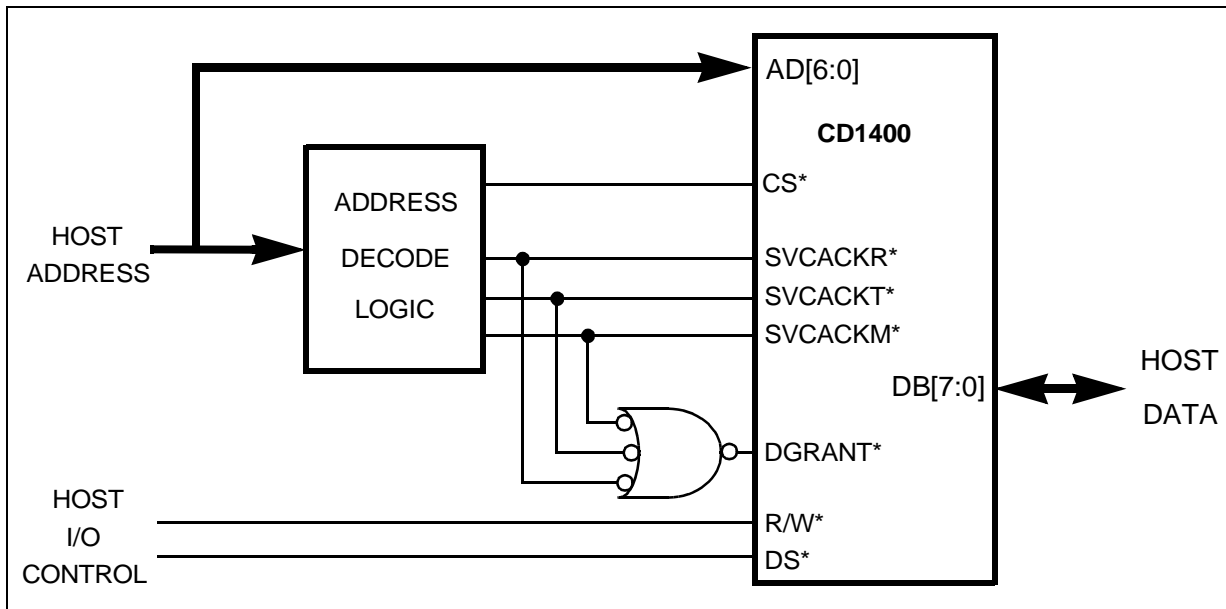 AD[6:0]
CD1400
CS*
ADDRESS
DECODE
LOGIC
HOST
ADDRESS
SVCACKR*
SVCACKT*
SVCACKM*
DB[7:0]
HOST
DATA
DGRANT*
HOST
I/O
CONTROL
R/W*
DS*